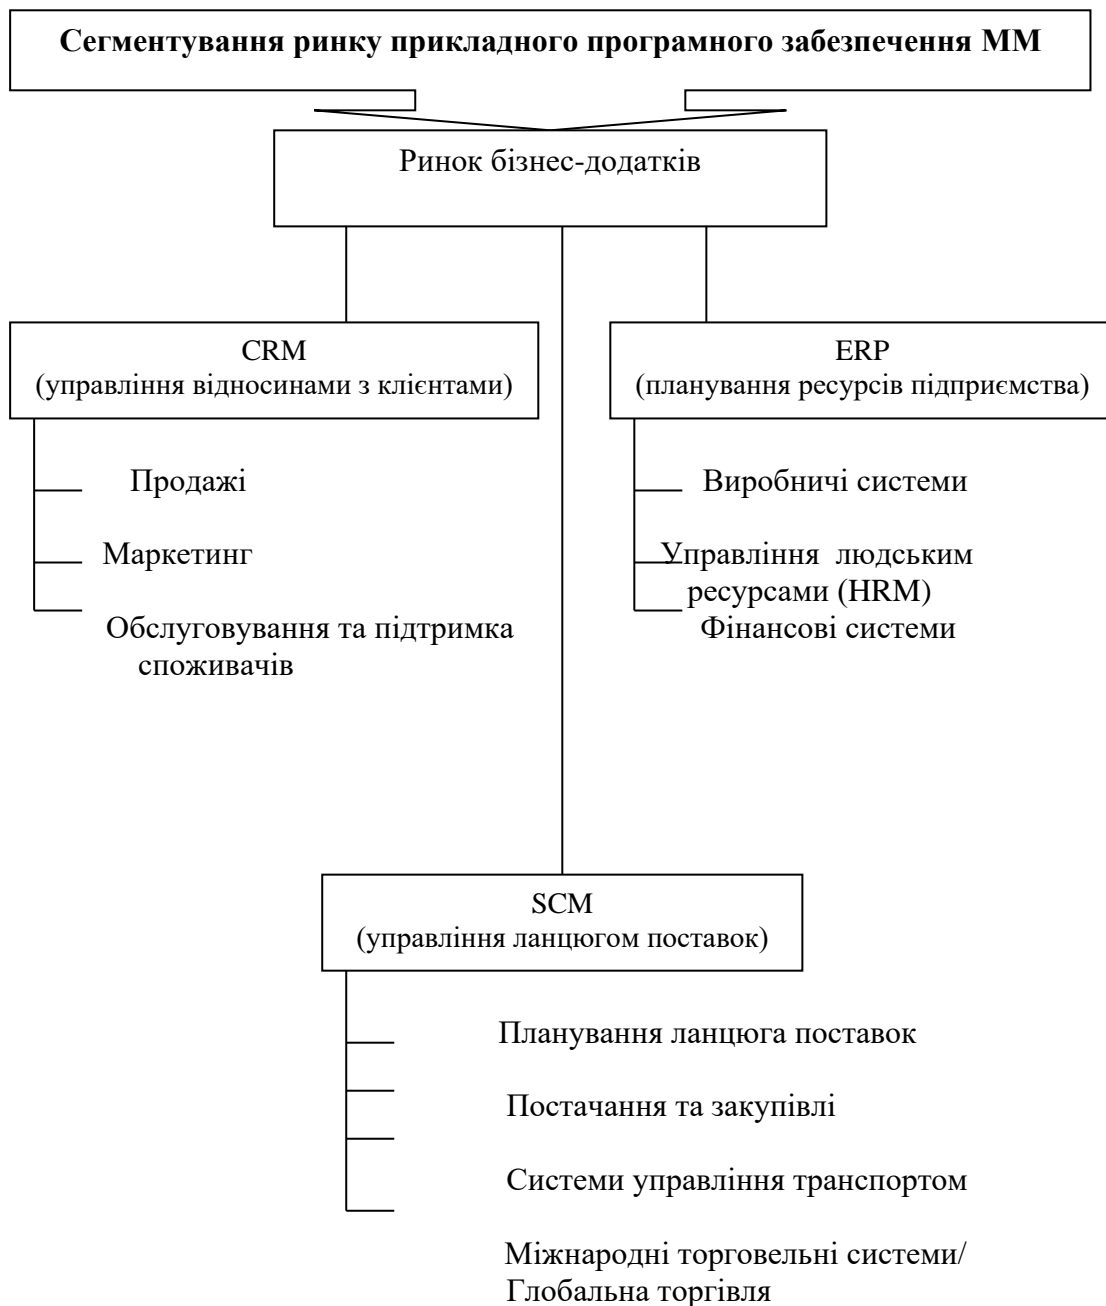 Сегментування ринку прикладного програмного забезпечення ММ
Ринок бізнес-додатків
CRM
(управління відносинами з клієнтами)
Продажі
Маркетинг
Обслуговування та підтримка
споживачів
ERP
(планування ресурсів підприємства)
Виробничі системи
Управління людським
ресурсами (HRM)
Фінансові системи
SCM
(управління ланцюгом поставок)
Планування ланцюга поставок
Постачання та закупівлі
Системи управління транспортом
Міжнародні торговельні системи/
Глобальна торгівля